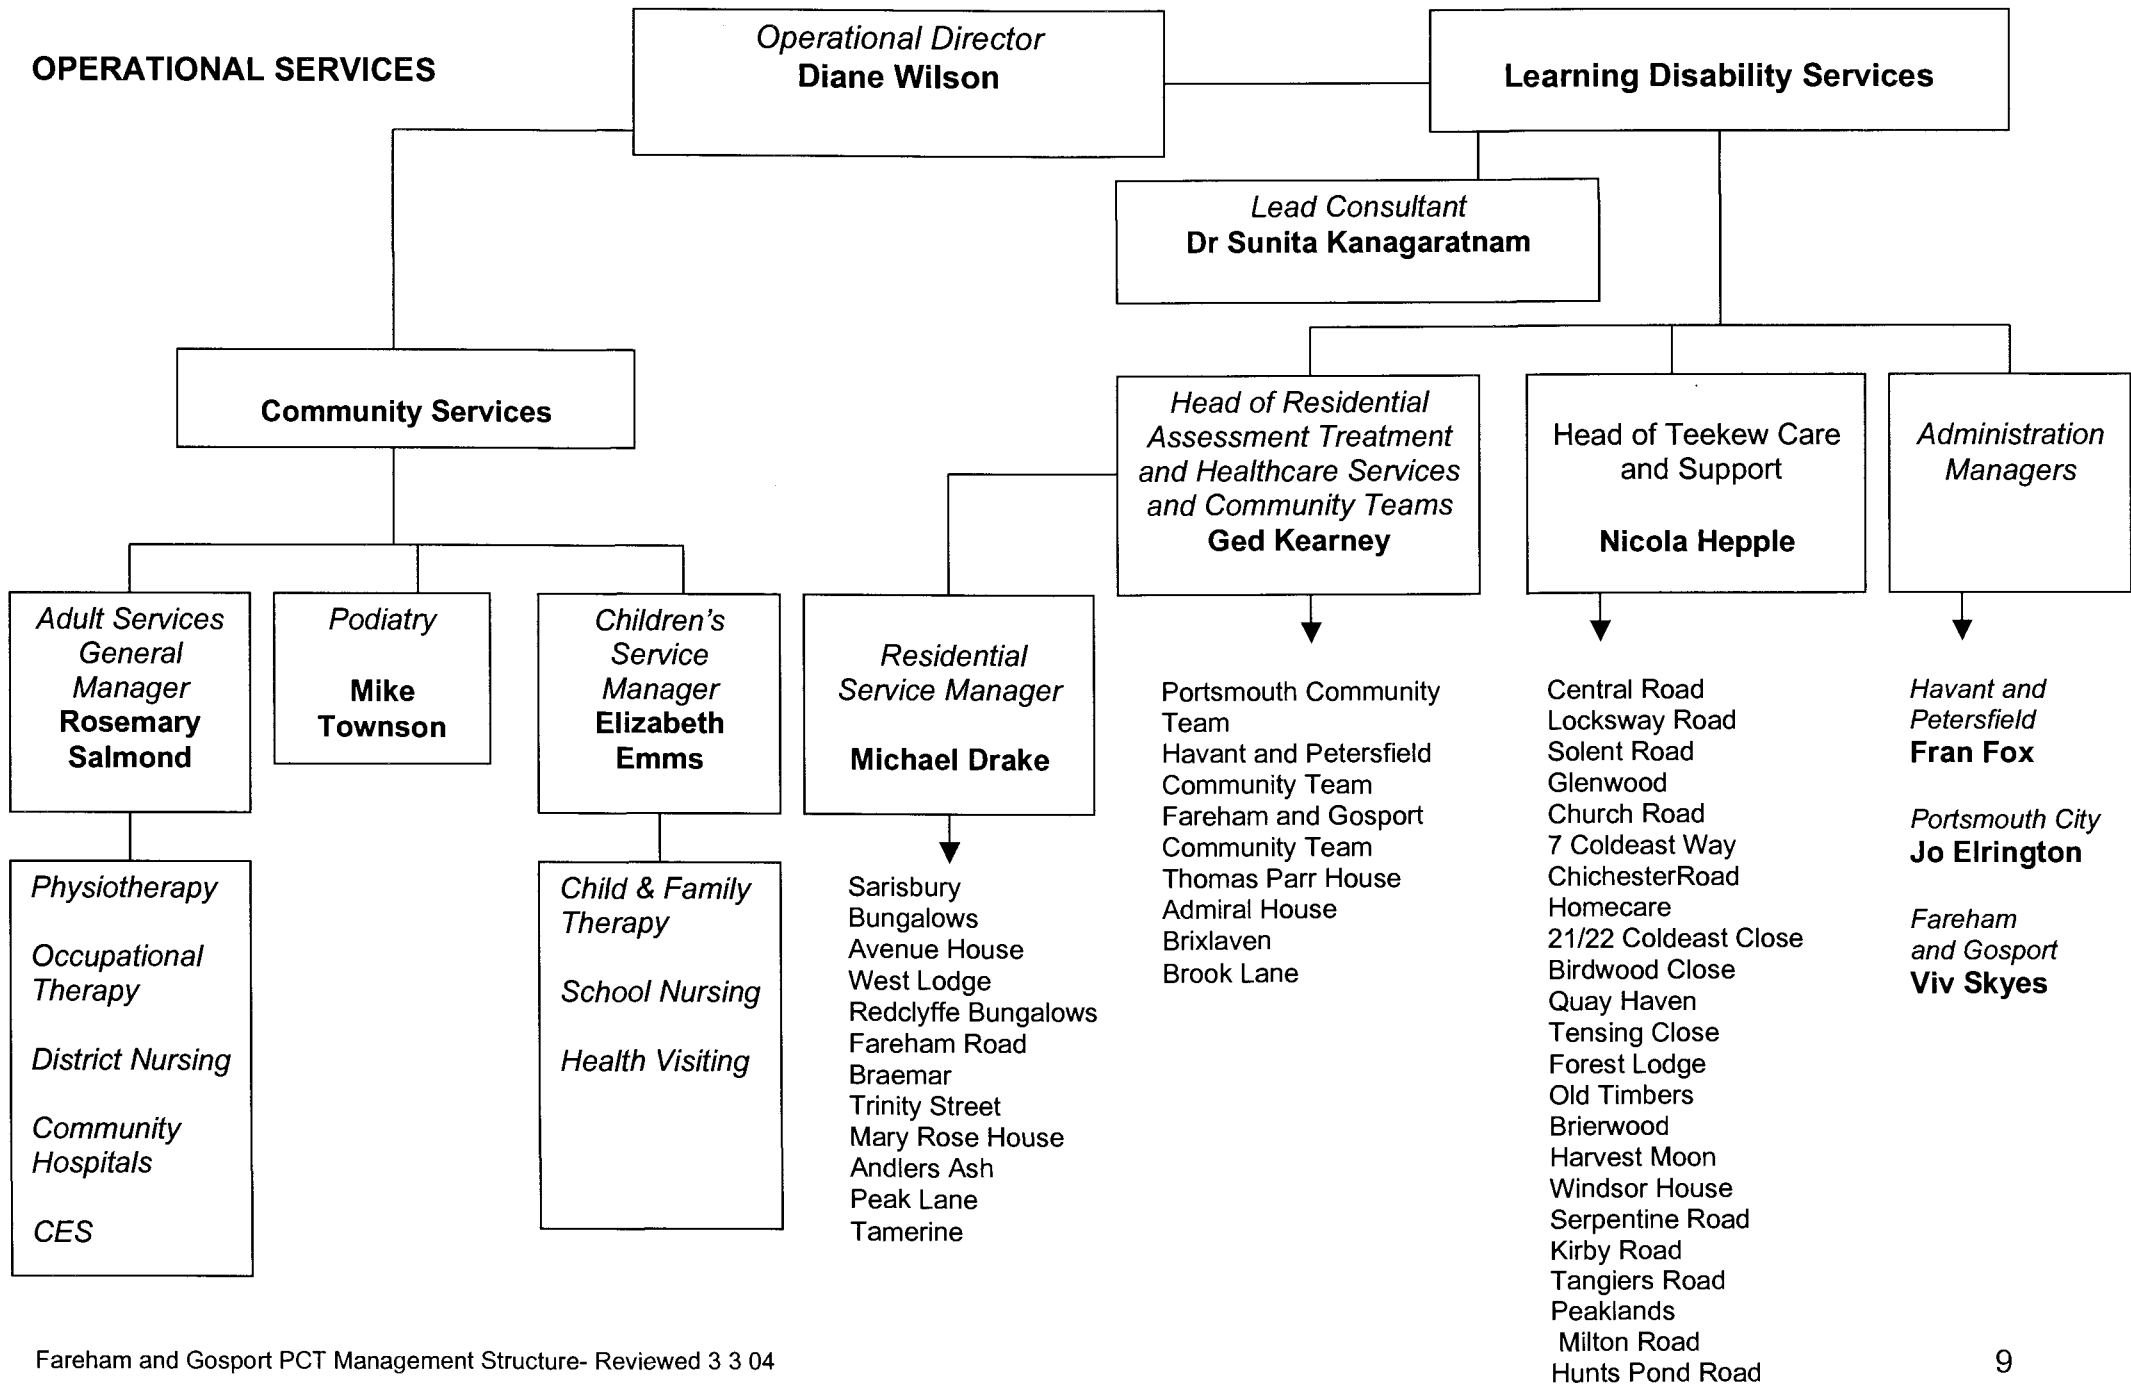 OPERATIONAL SERVICES
Operational Director
Diane Wilson
Learning Disability Services
Lead Consultant
Dr Sunita Kanagaratnam
Community Services
Head of Residential
Assessment Treatment
and Healthcare Services
and Community Teams
Ged Kearney
Head of Teekew Care
and Support
Nicola Hepple
Administration
Managers
Adult Services
General
Manager
Rosemary
Salmond
Podiatry
Mike
Townson
Children's
Service
Manager
Elizabeth
Emms
Residential
Service Manager
Michael Drake
Physiotherapy
Occupational
Therapy
District Nursing
Community
Hospitals
CES
Child & Family
Therapy
School Nursing
Health Visiting
Sarisbury
Bungalows
Avenue House
West Lodge
Redclyffe Bungalows
Fareham Road
Braemar
Trinity Street
Mary Rose House
Andlers Ash
Peak Lane
Tamerine
Portsmouth Community
Team
Havant and Petersfield
Community Team
Fareham and Gosport
Community Team
Thomas Parr House
Admiral House
Brixlaven
Brook Lane
Central Road
Locksway Road
Solent Road
Glenwood
Church Road
7 Coldeast Way
ChichesterRoad
Homecare
21/22 Coldeast Close
Birdwood Close
Quay Haven
Tensing Close
Forest Lodge
Old Timbers
Brierwood
Harvest Moon
Windsor House
Serpentine Road
Kirby Road
Tangiers Road
Peaklands
Milton Road
Hunts Pond Road
Havant and
Petersfield
Fran Fox
Portsmouth City
Jo Elrington
Fareham
and Gosport
Viv Skyes
Fareham and Gosport PCT Management Structure- Reviewed 3 3 04
9